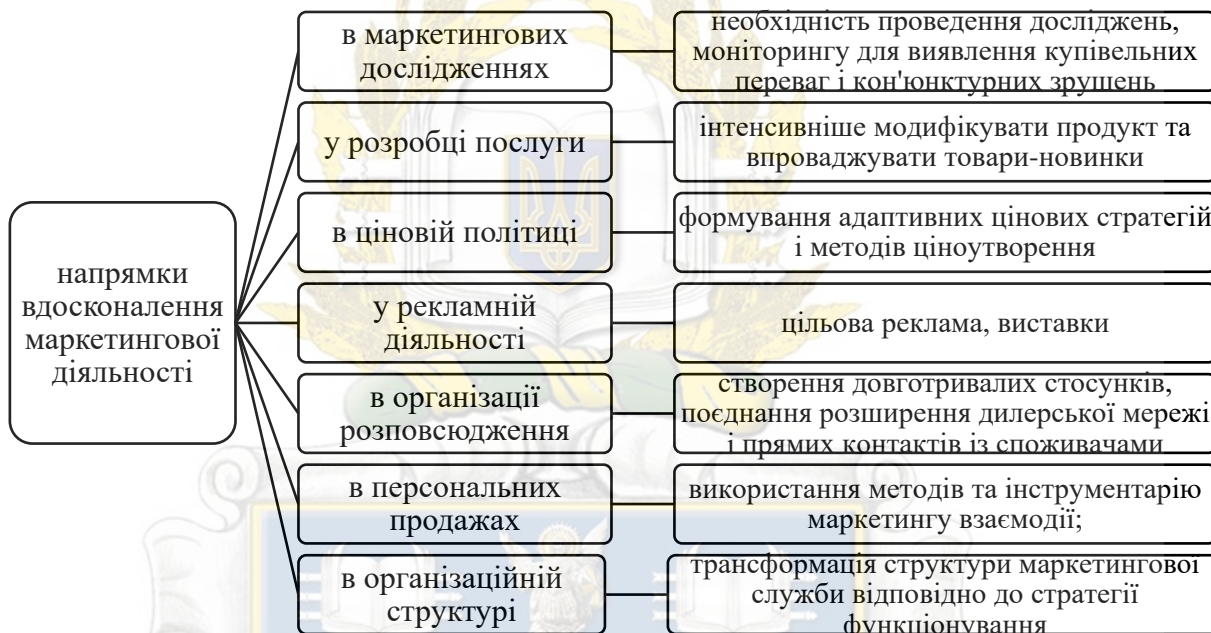 напрямки
вдосконалення
маркетингової
діяльності
в маркетингових
дослідженнях
необхідність проведення досліджень,
моніторингу для виявлення купівельних
переваг і кон'юнктурних зрушень
у розробці послуги
інтенсивніше модифікувати продукт та
впроваджувати товари-новинки
в ціновій політиці
формування адаптивних цінових стратегій
і методів ціноутворення
у рекламній
діяльності
цільова реклама, виставки
в організації
розповсюдження
створення довготривалих стосунків,
поєднання розширення дилерської мережі
і прямих контактів із споживачами
в персональних
продажах
використання методів та інструментарію
маркетингу взаємодії;
в організаційній
структурі
трансформація структури маркетингової
служби відповідно до стратегії
функціонування